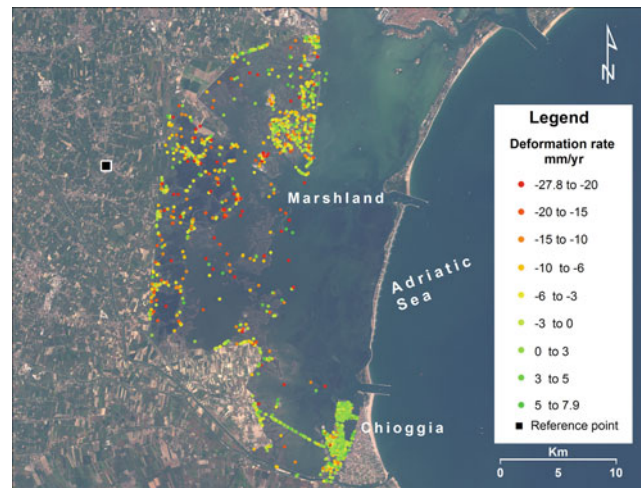 N
Legend
Deformation rate
mm/yr
-27.8 to -20
-20 to -15
-15 to -10
-10 to -6
-6 to -3
-3 to 0
0 to 3
3 to 5
5 to 7.9
Reference point
Km
0 5 10
Marshland
Adriatic
Sea
Chioggia